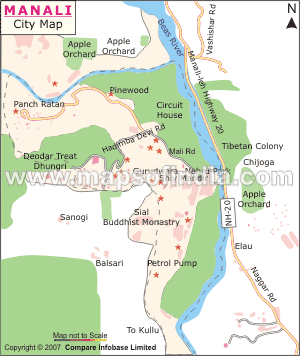 MANALI
City Map
N
Beas River
Vashishar Rd
Apple
Orchard
Apple
Orchard
Manali-leh Highway 20
Pinewood
Panch Ratan
Circuit
House
Hadimba Devi Rd
Tibetan Colony
Mali Rd
Chijoga
Deodar Treat
Dhungri
Gurudwara
Nehru Park
www.mapsofindia.com
Apple
Orchard
Sial
Buddhist Monastry
Sanogi
NH-20
Elau
Balsari
Petrol Pump
Naggar Rd
Map not to Scale
To Kullu
Copyright © 2007 Compare Infobase Limited